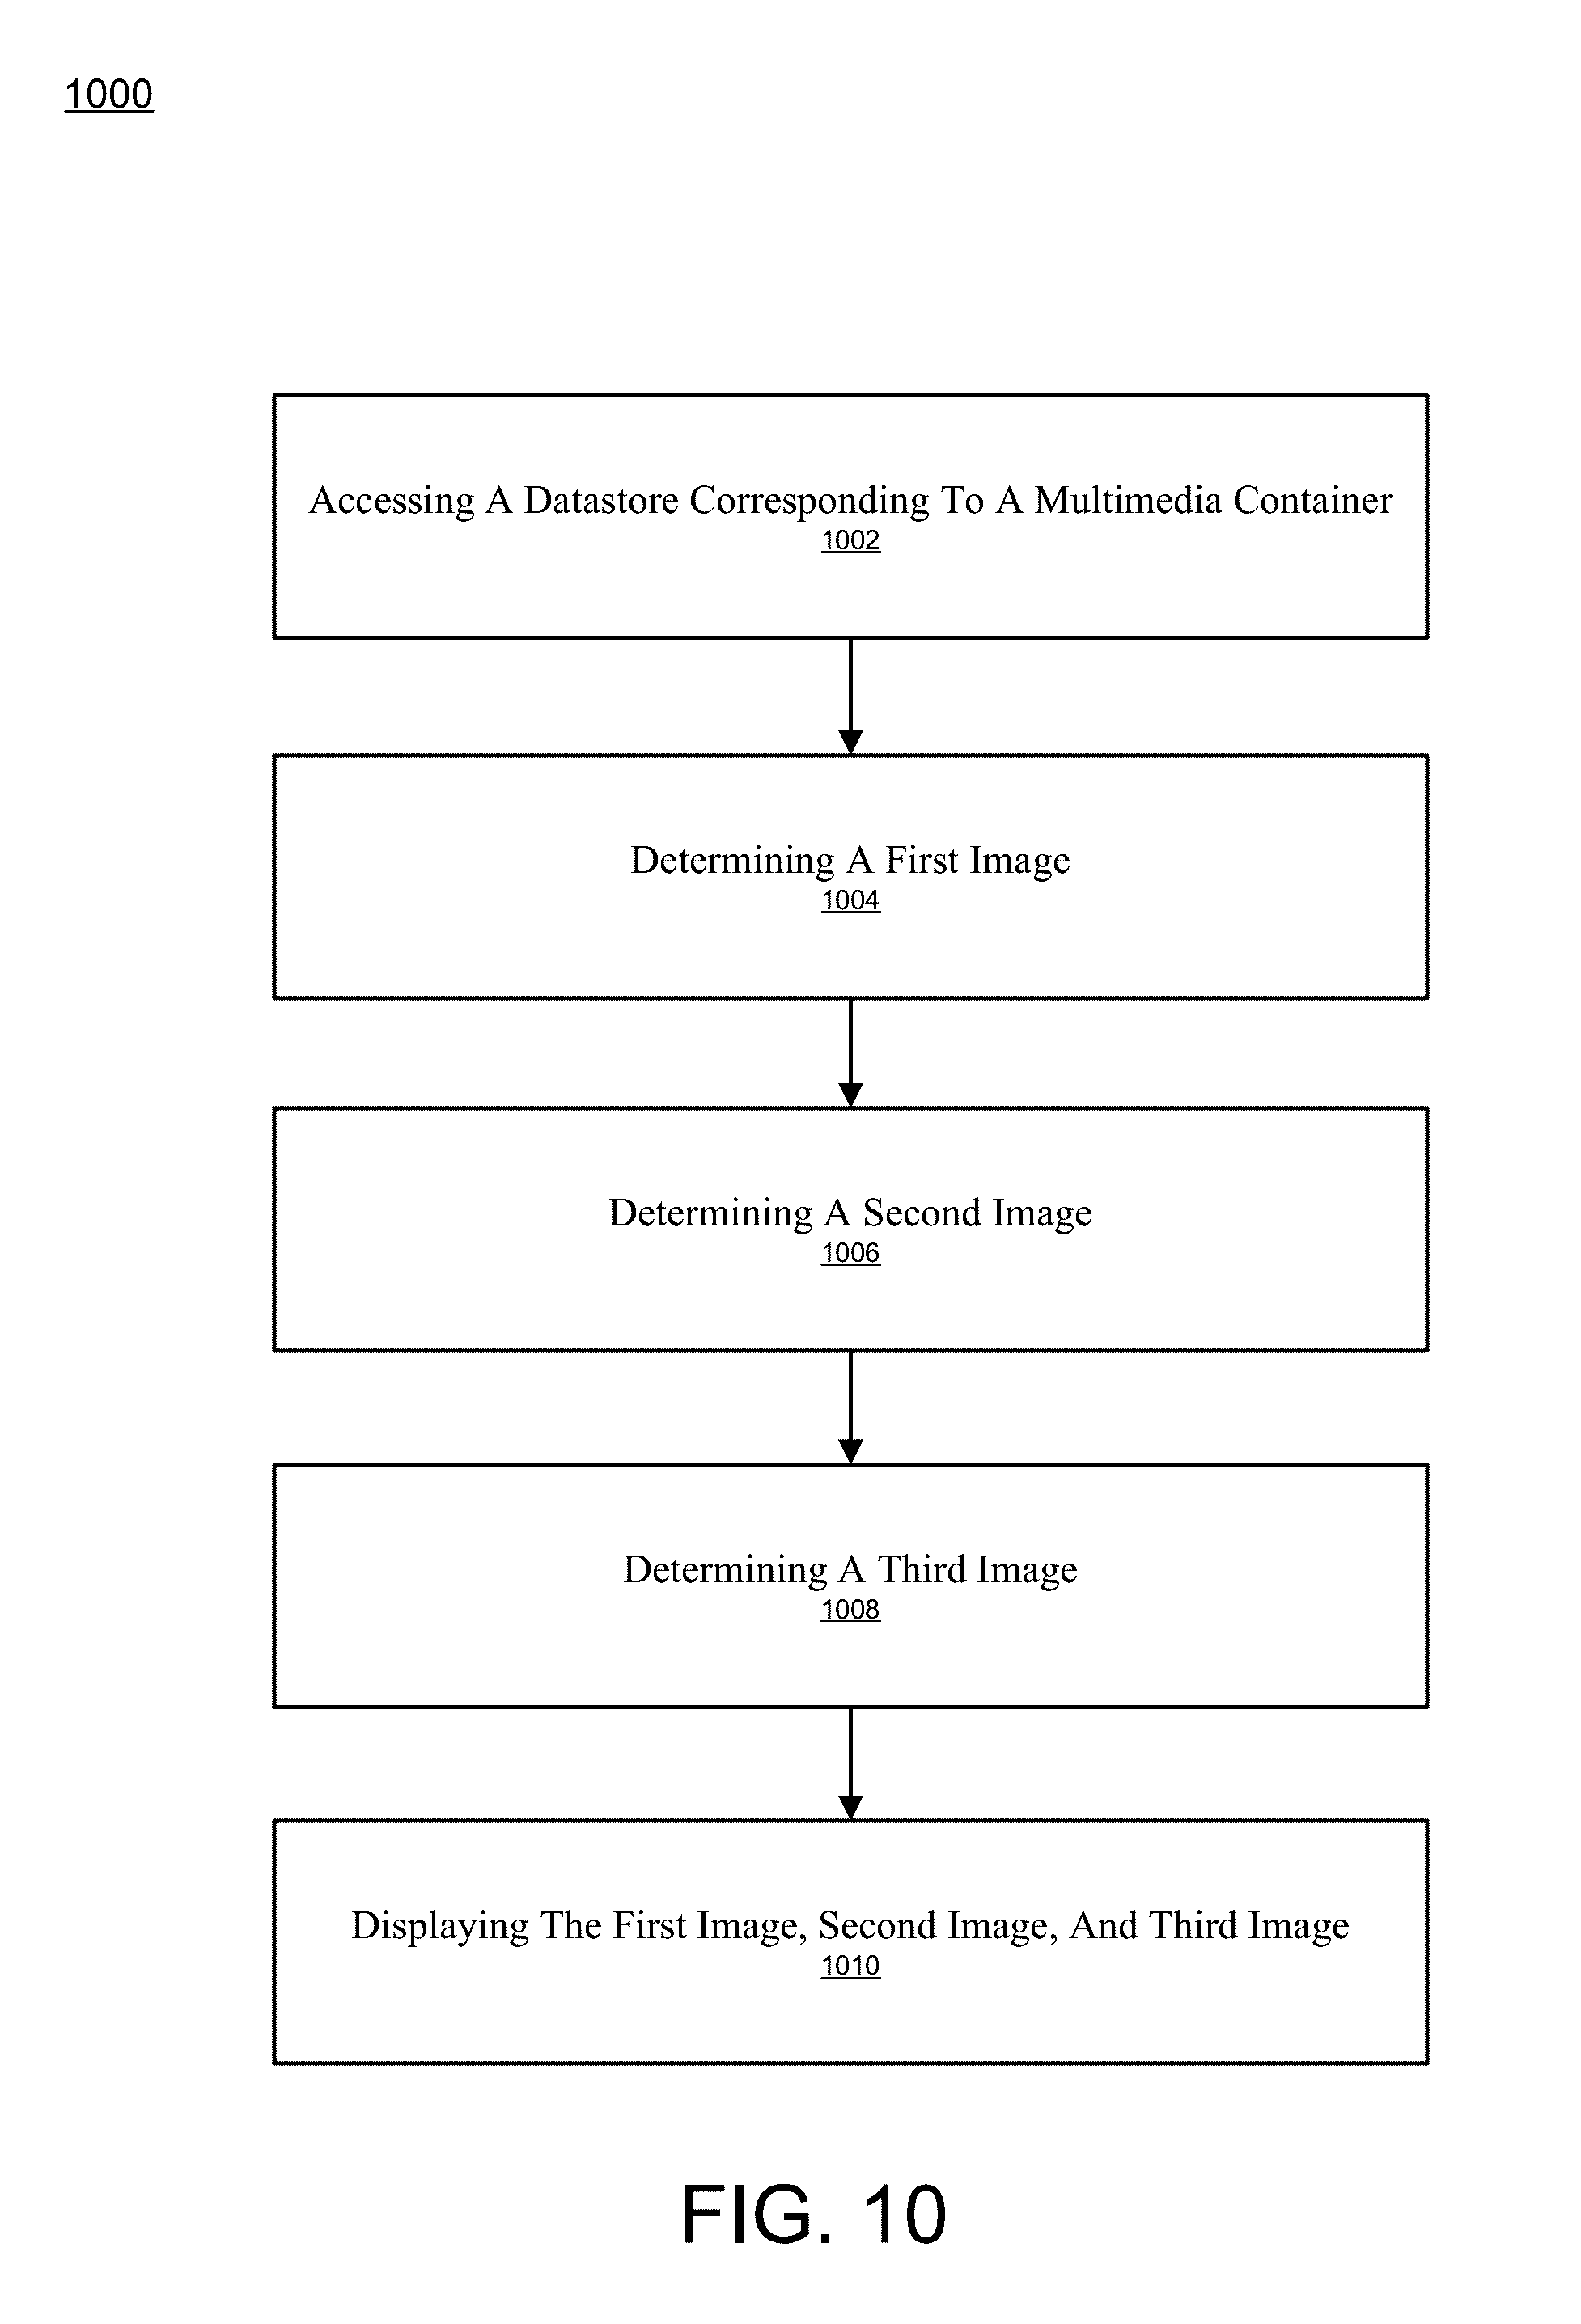 1000
Accessing A Datastore Corresponding To A Multimedia Container
1002
Determining A First Image
1004
Determining A Second Image
1006
Determining A Third Image
1008
Displaying The First Image, Second Image, And Third Image
1010
FIG. 10